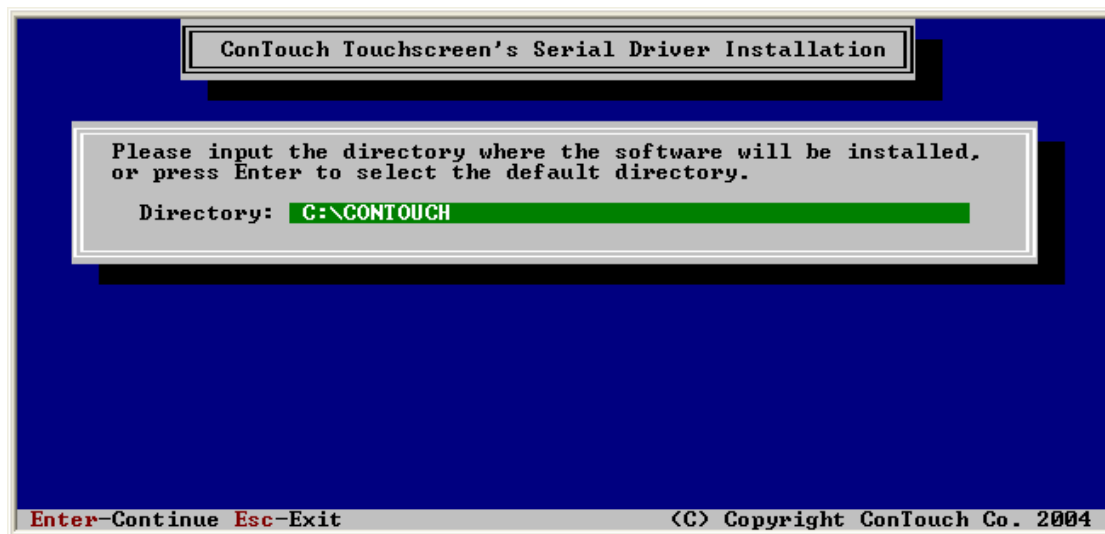 ConTouch Touchscreen's Serial Driver Installation
Please input the directory where the software will be installed,
or press Enter to select the default directory.
Directory: C:\CONTOUCH
Enter-Continue Esc-Exit (C) Copyright ConTouch Co. 2004